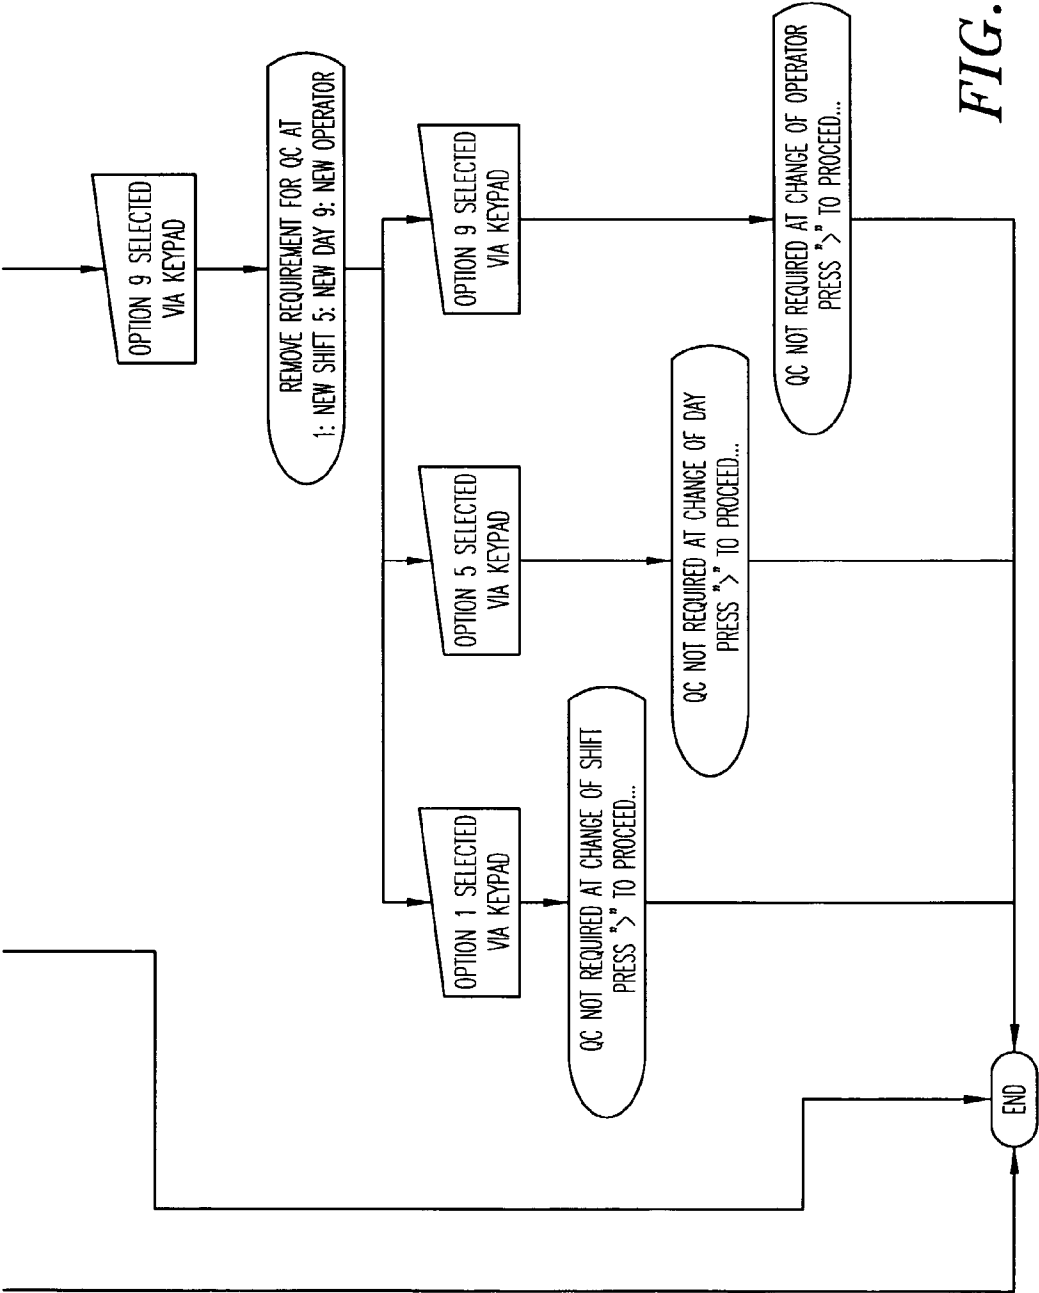 OPTION 9 SELECTED
VIA KEYPAD
REMOVE REQUIREMENT FOR QC AT
1: NEW SHIFT 5: NEW DAY 9: NEW OPERATOR
OPTION 1 SELECTED
VIA KEYPAD
OPTION 5 SELECTED
VIA KEYPAD
OPTION 9 SELECTED
VIA KEYPAD
QC NOT REQUIRED AT CHANGE OF SHIFT
PRESS ">" TO PROCEED...
QC NOT REQUIRED AT CHANGE OF DAY
PRESS ">" TO PROCEED...
QC NOT REQUIRED AT CHANGE OF OPERATOR
PRESS ">" TO PROCEED...
END
FIG.